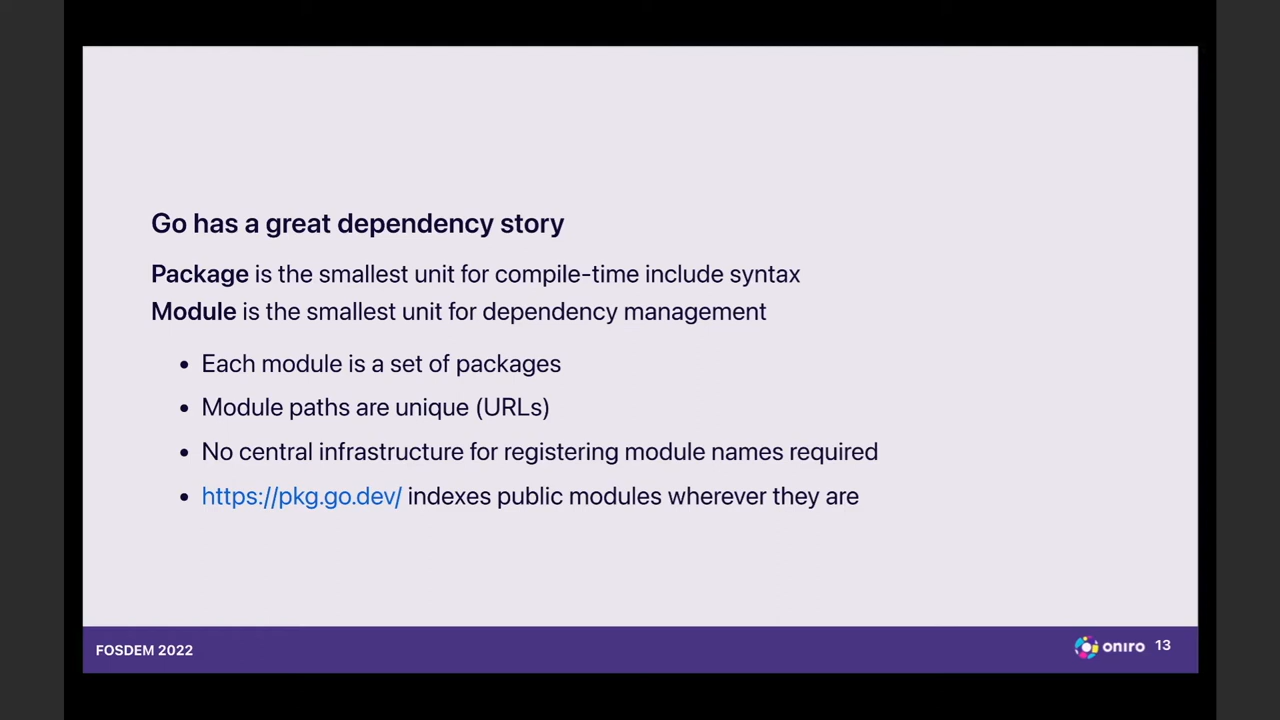 Go has a great dependency story
Package is the smallest unit for compile-time include syntax
Module is the smallest unit for dependency management
• Each module is a set of packages
• Module paths are unique (URLs)
• No central infrastructure for registering module names required
• https://pkg.go.dev/ indexes public modules wherever they are
FOSDEM 2022
oniro 13